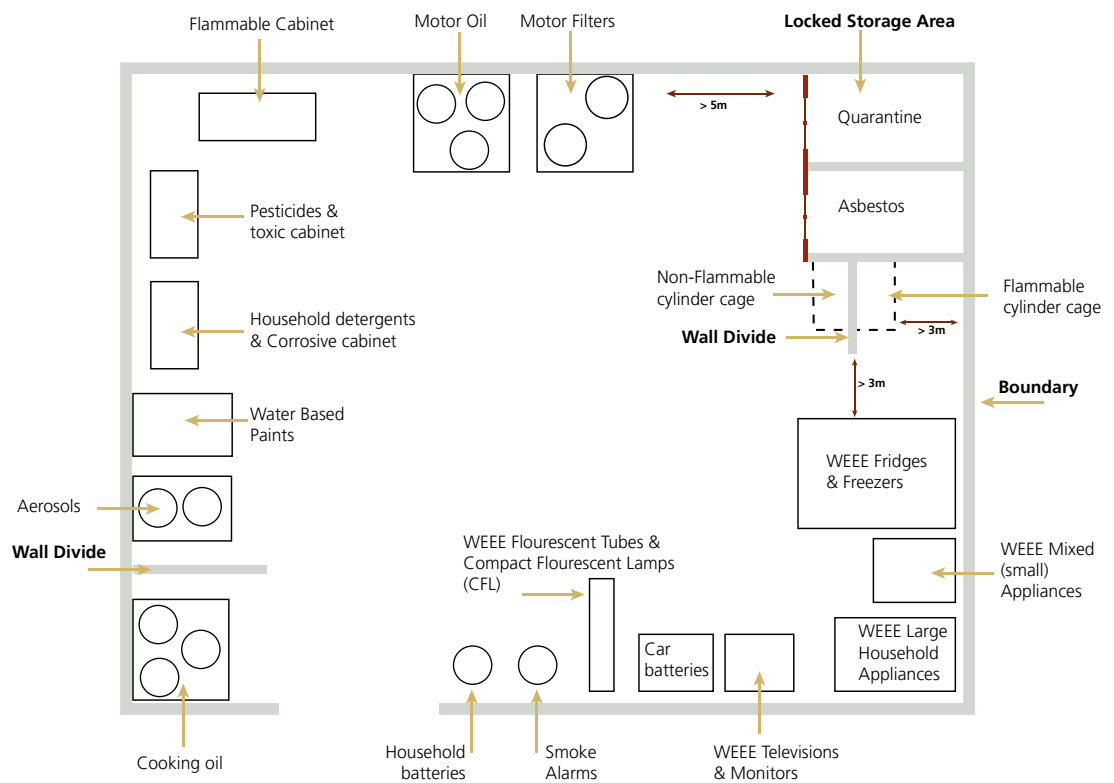 Flammable Cabinet
Motor Oil
Motor Filters
Locked Storage Area
> 5m
Quarantine
Pesticides &
toxic cabinet
Asbestos
Non-Flammable
cylinder cage
Flammable
cylinder cage
Household detergents
& Corrosive cabinet
> 3m
Wall Divide
> 3m
Boundary
Water Based
Paints
WEEE Fridges
& Freezers
Aerosols
Wall Divide
WEEE Flourescent Tubes &
Compact Flourescent Lamps
(CFL)
WEEE Mixed
(small)
Appliances
Car
batteries
WEEE Large
Household
Appliances
Cooking oil
Household
batteries
Smoke
Alarms
WEEE Televisions
& Monitors